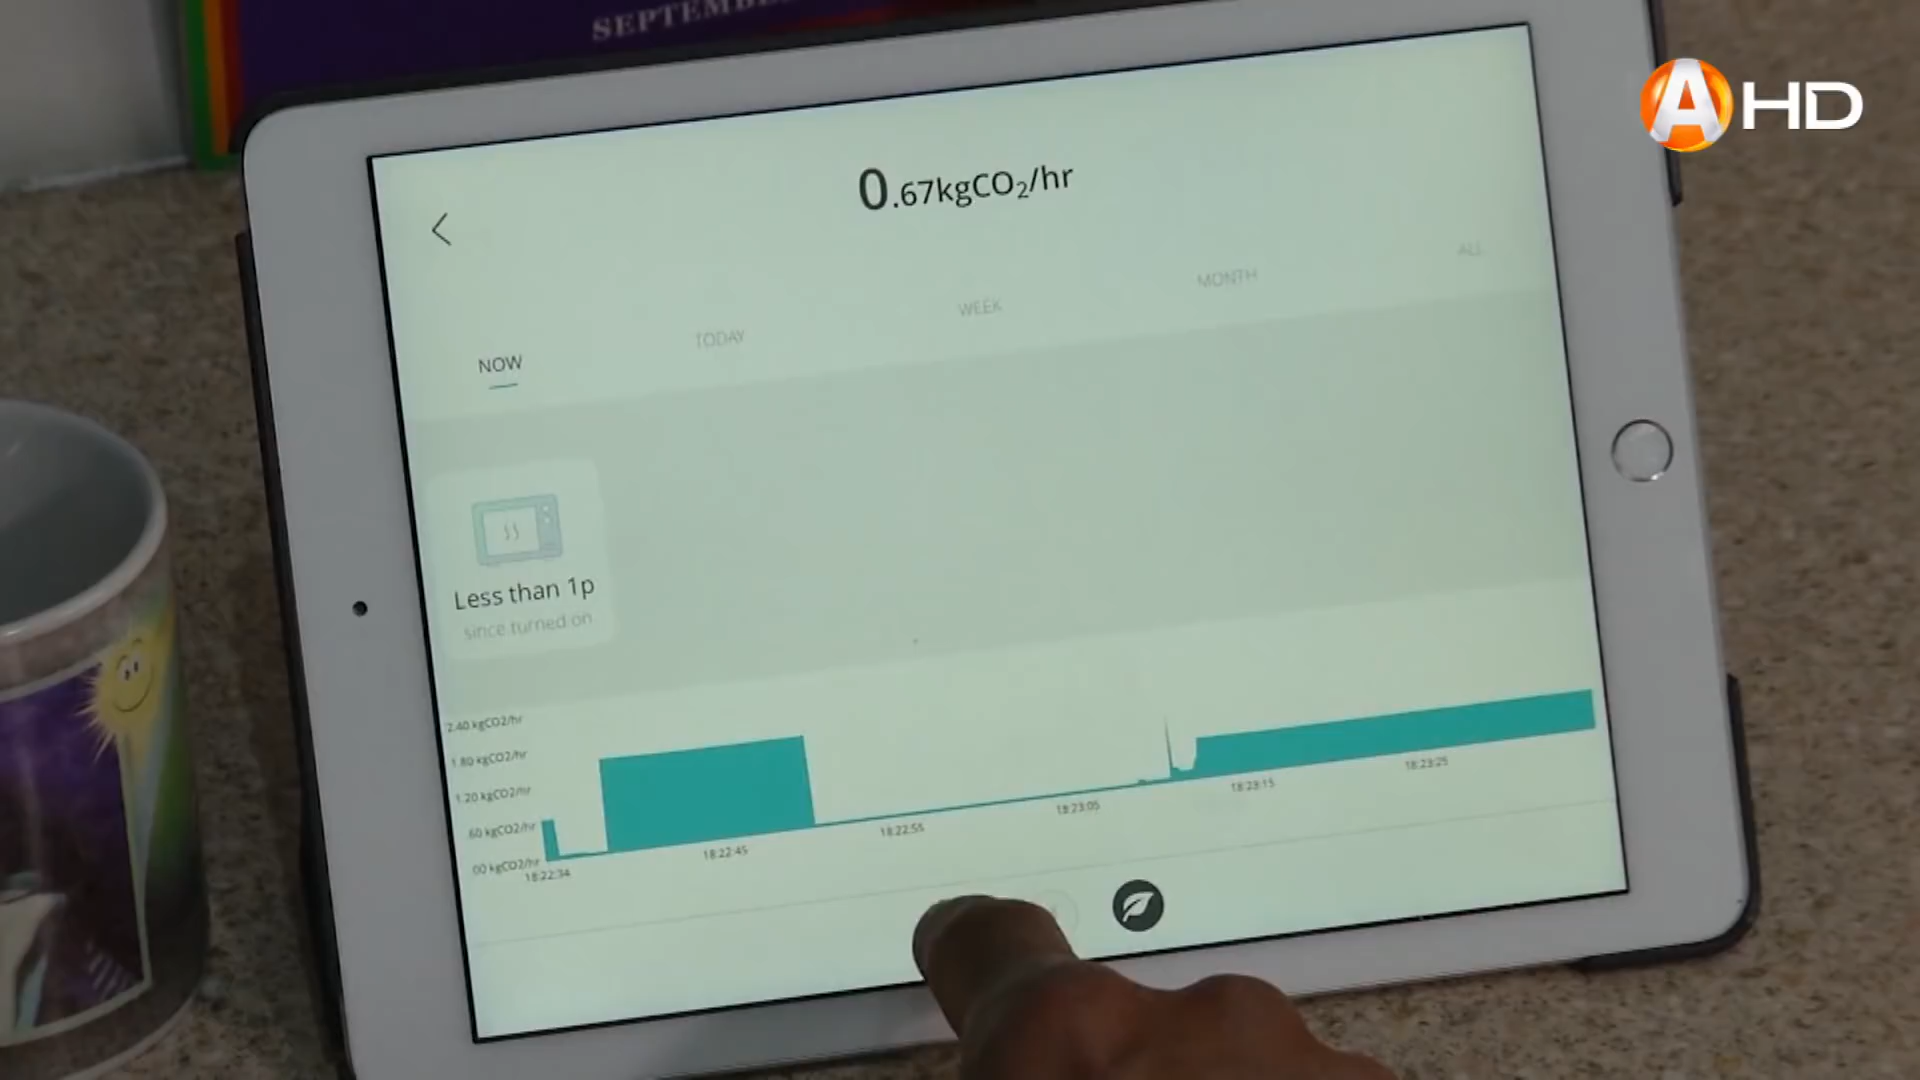 SEPTEMBE
A HD
0.67kgCO₂/hr
NOW
TODAY
WEEK
MONTH
ALL
Less than 1p
since turned on
2.40 kgCO2/hr
1.80 kgCO2/hr
1.20 kgCO2/hr
.60 kgCO2/hr
.00 kgCO2/hr
18:22:34
18:22:45
18:22:55
18:23:05
18:23:15
18:23:25